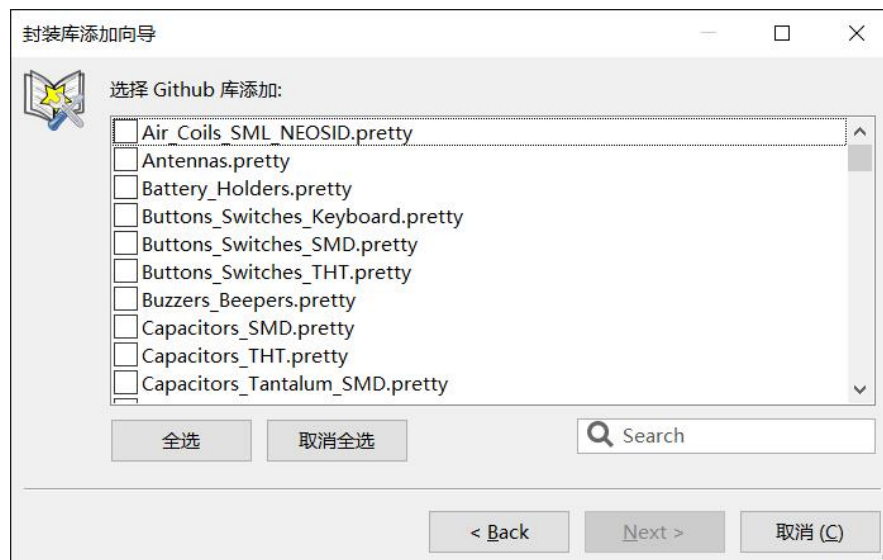 封装库添加向导
选择 Github 库添加:
Air_Coils_SML_NEOSID.pretty
Antennas.pretty
Battery_Holders.pretty
Buttons_Switches_Keyboard.pretty
Buttons_Switches_SMD.pretty
Buttons_Switches_THT.pretty
Buzzers_Beepers.pretty
Capacitors_SMD.pretty
Capacitors_THT.pretty
Capacitors_Tantalum_SMD.pretty
全选 取消全选 Search
< Back Next > 取消 (C)